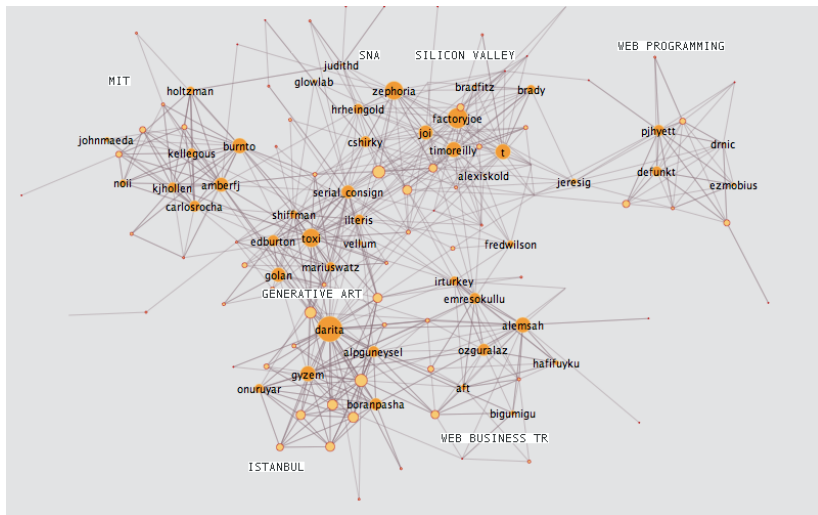 WEB PROGRAMMING
SNA
SILICON VALLEY
judithd
MIT
glowlab
holtzman
zephoria
bradfitz
brady
hrheingold
factoryjoe
joi
pjhyett
johnmaeda
burnto
cshirky
drnic
kellegous
timoreilly
t
defunkt
alexiskold
noii
kjhollen
amberfj
jeresig
ezmobius
serial_consign
carlosrocha
shiffman
ilteris
edburton
toxi
vellum
fredwilson
mariuswatz
golan
irturkey
GENERATIVE ART
emresokullu
darita
alemsah
alpguneysel
ozguralaz
hafifuyku
gyzem
onuruyar
aft
boranpasha
bigumigu
WEB BUSINESS TR
ISTANBUL